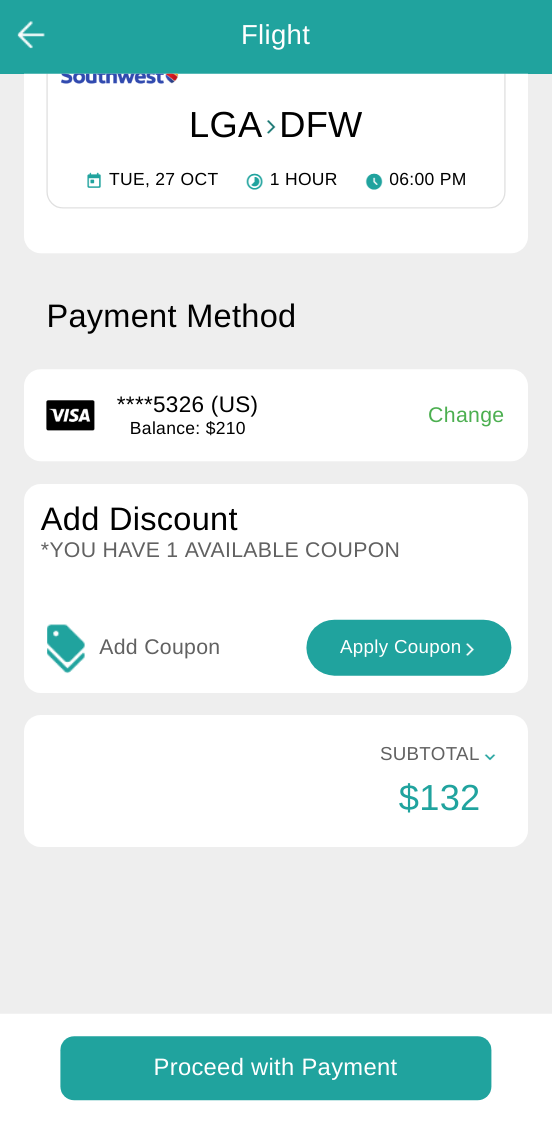 Flight
Southwest
LGA DFW
TUE, 27 OCT 1 HOUR 06:00 PM
Payment Method
VISA ****5326 (US)
Balance: $210
Change
Add Discount
*YOU HAVE 1 AVAILABLE COUPON
Add Coupon Apply Coupon
SUBTOTAL
$132
Proceed with Payment